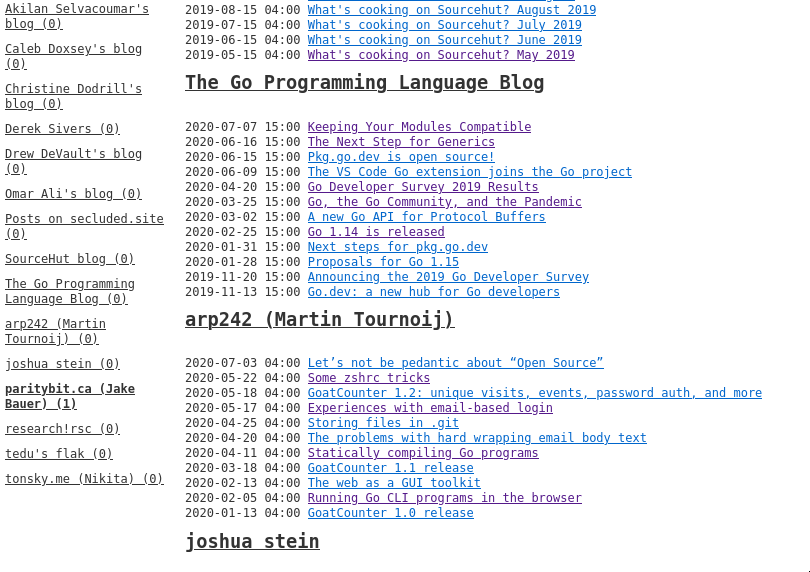 Akilan Selvacoumar's
blog (0)
Caleb Doxsey's blog
(0)
Christine Dodrill's
blog (0)
Derek Sivers (0)
Drew DeVault's blog
(0)
Omar Ali's blog (0)
Posts on secluded.site
(0)
SourceHut blog (0)
The Go Programming
Language Blog (0)
arp242 (Martin
Tournoij) (0)
joshua stein (0)
paritybit.ca (Jake
Bauer) (1)
research!rsc (0)
tedu's flak (0)
tonsky.me (Nikita) (0)
2019-08-15 04:00 What's cooking on Sourcehut? August 2019
2019-07-15 04:00 What's cooking on Sourcehut? July 2019
2019-06-15 04:00 What's cooking on Sourcehut? June 2019
2019-05-15 04:00 What's cooking on Sourcehut? May 2019
The Go Programming Language Blog
2020-07-07 15:00 Keeping Your Modules Compatible
2020-06-16 15:00 The Next Step for Generics
2020-06-15 15:00 Pkg.go.dev is open source!
2020-06-09 15:00 The VS Code Go extension joins the Go project
2020-04-20 15:00 Go Developer Survey 2019 Results
2020-03-25 15:00 Go, the Go Community, and the Pandemic
2020-03-02 15:00 A new Go API for Protocol Buffers
2020-02-25 15:00 Go 1.14 is released
2020-01-31 15:00 Next steps for pkg.go.dev
2020-01-28 15:00 Proposals for Go 1.15
2019-11-20 15:00 Announcing the 2019 Go Developer Survey
2019-11-13 15:00 Go.dev: a new hub for Go developers
arp242 (Martin Tournoij)
2020-07-03 04:00 Let’s not be pedantic about “Open Source”
2020-05-22 04:00 Some zshrc tricks
2020-05-18 04:00 GoatCounter 1.2: unique visits, events, password auth, and more
2020-05-17 04:00 Experiences with email-based login
2020-04-25 04:00 Storing files in .git
2020-04-20 04:00 The problems with hard wrapping email body text
2020-04-11 04:00 Statically compiling Go programs
2020-03-18 04:00 GoatCounter 1.1 release
2020-02-13 04:00 The web as a GUI toolkit
2020-02-05 04:00 Running Go CLI programs in the browser
2020-01-13 04:00 GoatCounter 1.0 release
joshua stein